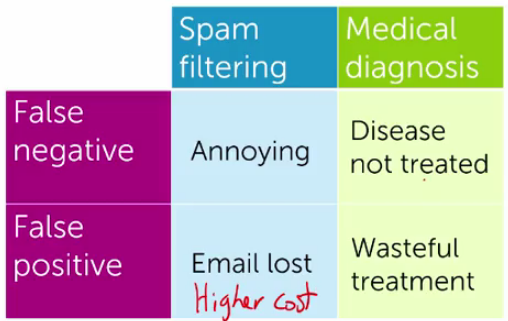 Spam
filtering
Medical
diagnosis
False
negative
Annoying
Disease
not treated
False
positive
Email lost
Higher cost
Wasteful
treatment